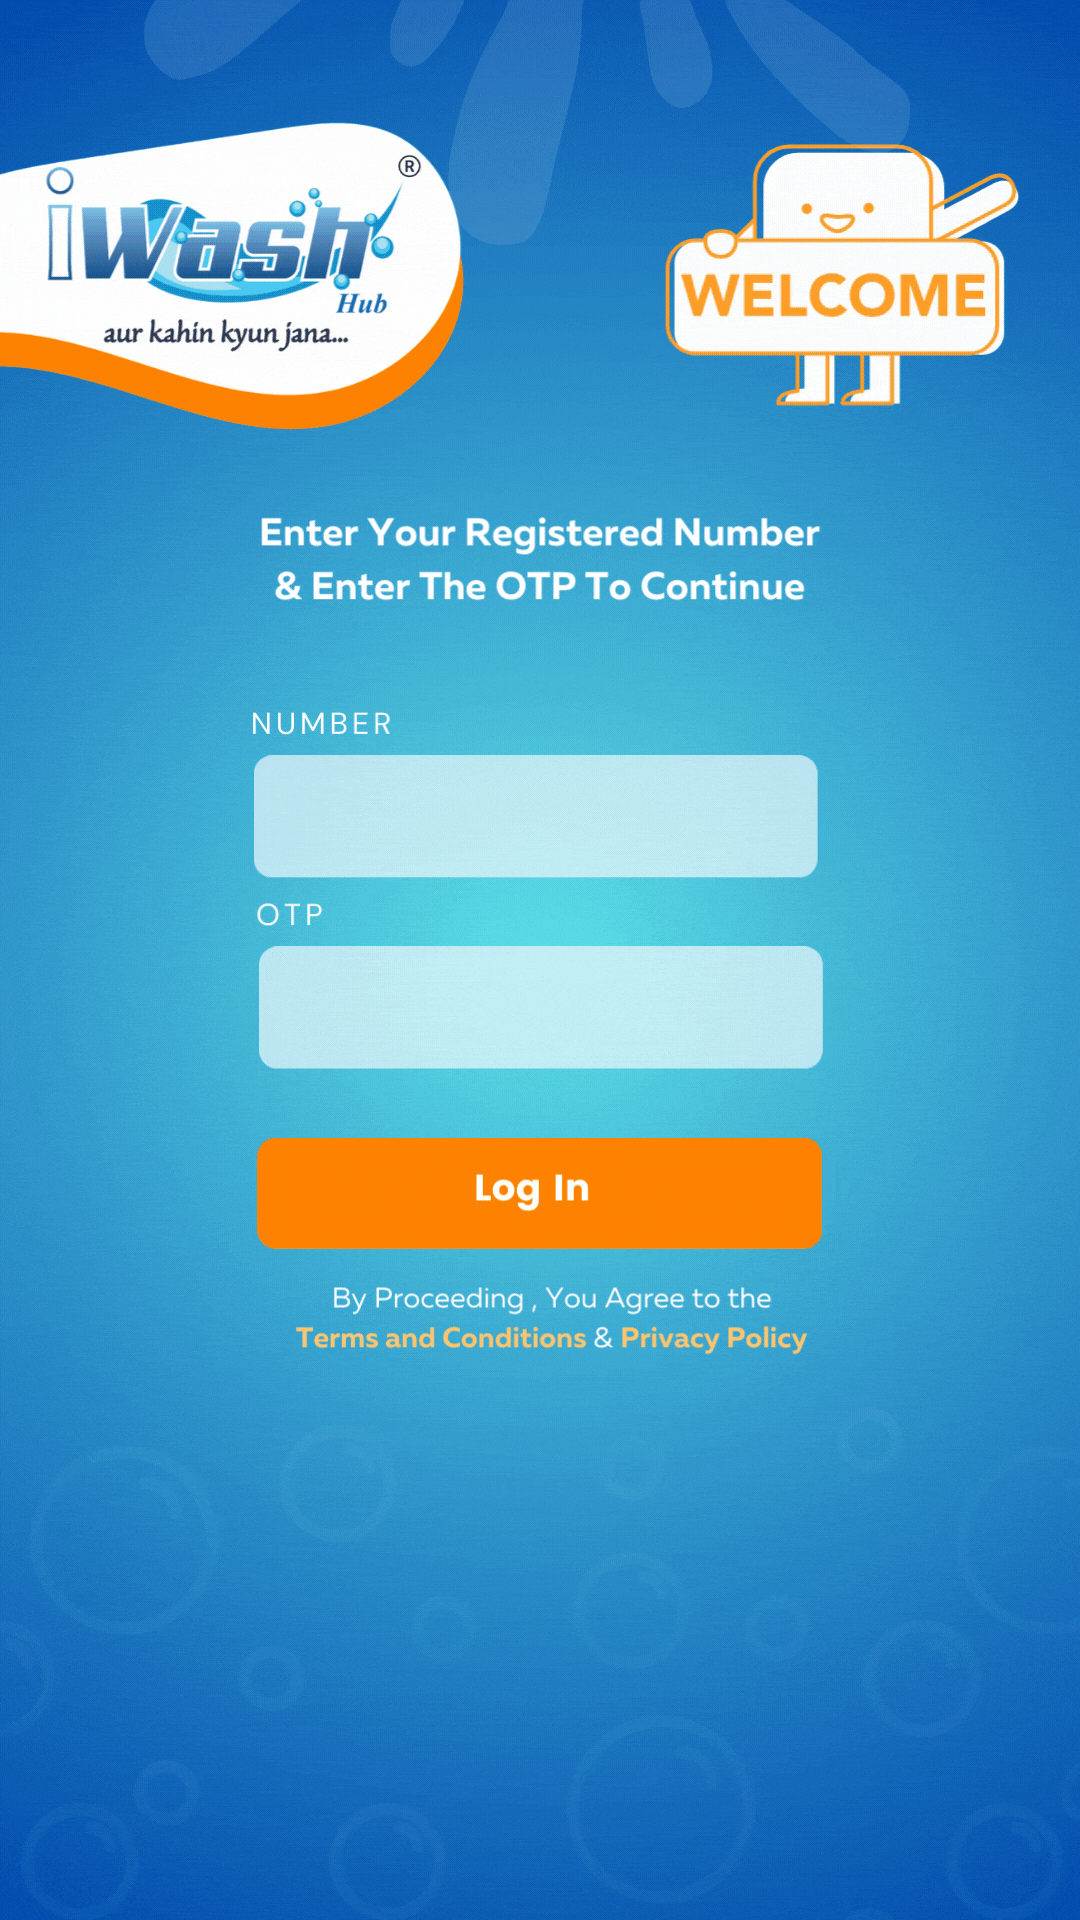 ®
iWash
Hub
aur kahin kyun jana...
WELCOME
Enter Your Registered Number
& Enter The OTP To Continue
NUMBER
OTP
Log In
By Proceeding , You Agree to the
Terms and Conditions & Privacy Policy